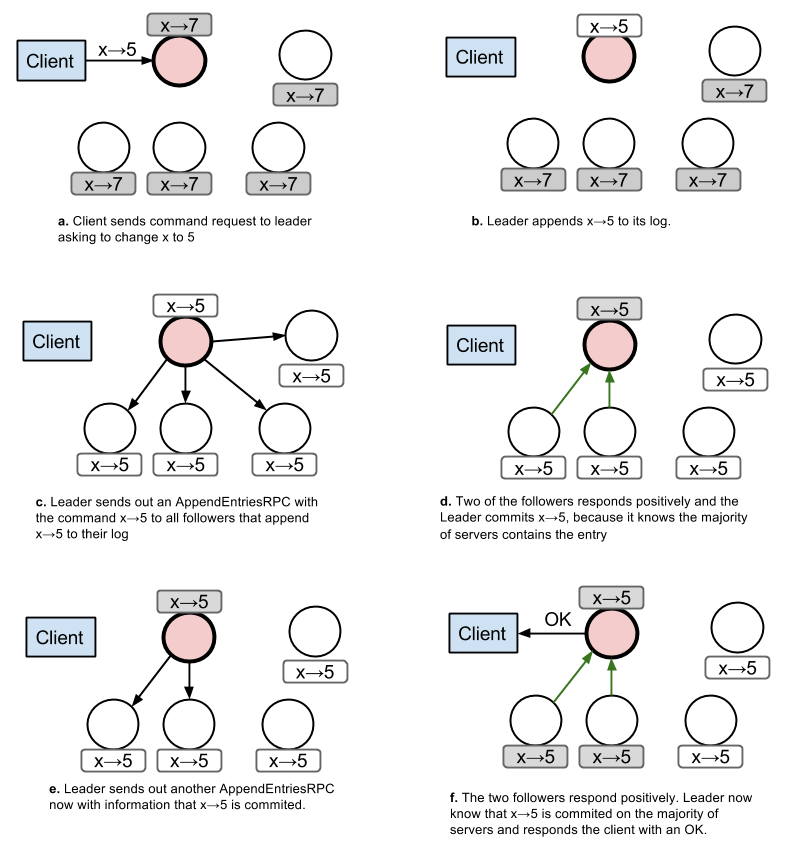 x→7
Client
x→5
x→7
x→7
x→7
x→7
a. Client sends command request to leader
asking to change x to 5
x→5
Client
x→7
x→7
x→7
x→7
b. Leader appends x→5 to its log.
x→5
Client
x→5
x→5
x→5
x→5
c. Leader sends out an AppendEntriesRPC with
the command x→5 to all followers that append
x→5 to their log
x→5
Client
x→5
x→5
x→5
x→5
d. Two of the followers responds positively and the
Leader commits x→5, because it knows the majority
of servers contains the entry
x→5
Client
x→5
x→5
x→5
x→5
e. Leader sends out another AppendEntriesRPC
now with information that x→5 is commited.
x→5
Client
OK
x→5
x→5
x→5
x→5
f. The two followers respond positively. Leader now
know that x→5 is commited on the majority of
servers and responds the client with an OK.